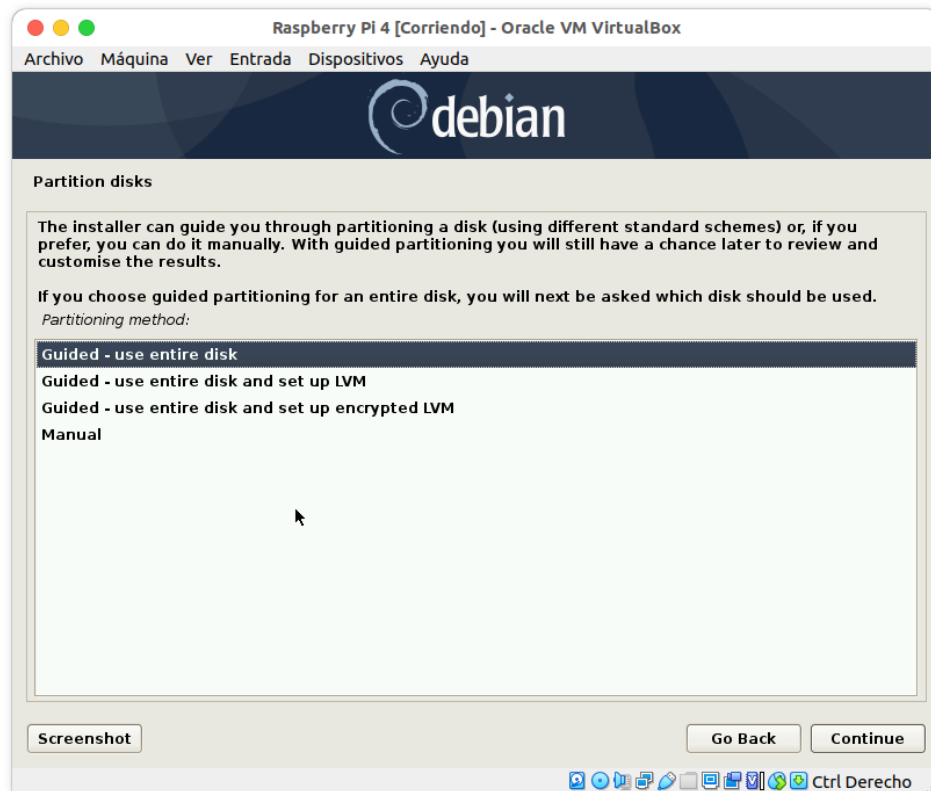 Raspberry Pi 4 [Corriendo] - Oracle VM VirtualBox
Archivo Máquina Ver Entrada Dispositivos Ayuda
debian
Partition disks
The installer can guide you through partitioning a disk (using different standard schemes) or, if you
prefer, you can do it manually. With guided partitioning you will still have a chance later to review and
customise the results.
If you choose guided partitioning for an entire disk, you will next be asked which disk should be used.
Partitioning method:
Guided - use entire disk
Guided - use entire disk and set up LVM
Guided - use entire disk and set up encrypted LVM
Manual
Screenshot Go Back Continue
Ctrl Derecho